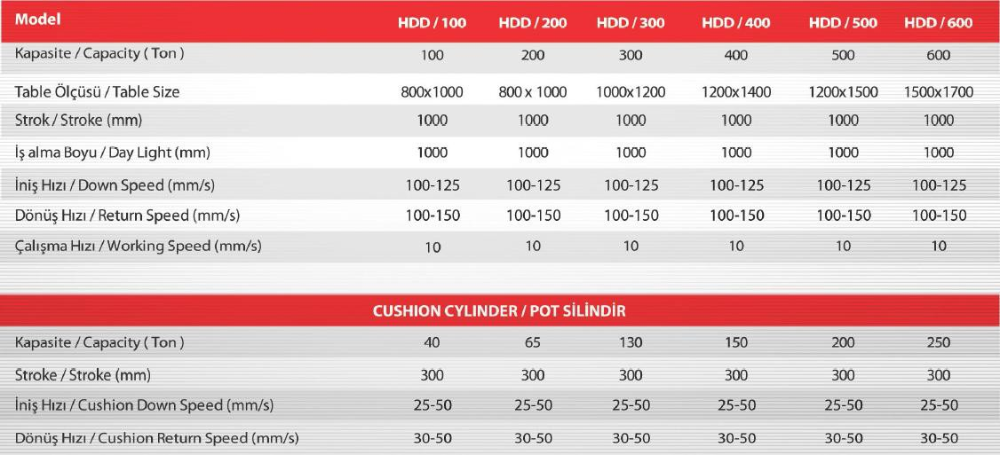 Model HDD / 100 HDD / 200 HDD / 300 HDD / 400 HDD / 500 HDD / 600
Kapasite / Capacity ( Ton ) 100 200 300 400 500 600
Table Ölçüsü / Table Size 800x1000 800 x 1000 1000x1200 1200x1400 1200x1500 1500x1700
Strok / Stroke (mm) 1000 1000 1000 1000 1000 1000
İş alma Boyu / Day Light (mm) 1000 1000 1000 1000 1000 1000
İniş Hızı / Down Speed (mm/s) 100-125 100-125 100-125 100-125 100-125 100-125
Dönüş Hızı / Return Speed (mm/s) 100-150 100-150 100-150 100-150 100-150 100-150
Çalışma Hızı / Working Speed (mm/s) 10 10 10 10 10 10
CUSHION CYLINDER / POT SİLİNDİR
Kapasite / Capacity ( Ton ) 40 65 130 150 200 250
Stroke / Stroke (mm) 300 300 300 300 300 300
İniş Hızı / Cushion Down Speed (mm/s) 25-50 25-50 25-50 25-50 25-50 25-50
Dönüş Hızı / Cushion Return Speed (mm/s) 30-50 30-50 30-50 30-50 30-50 30-50